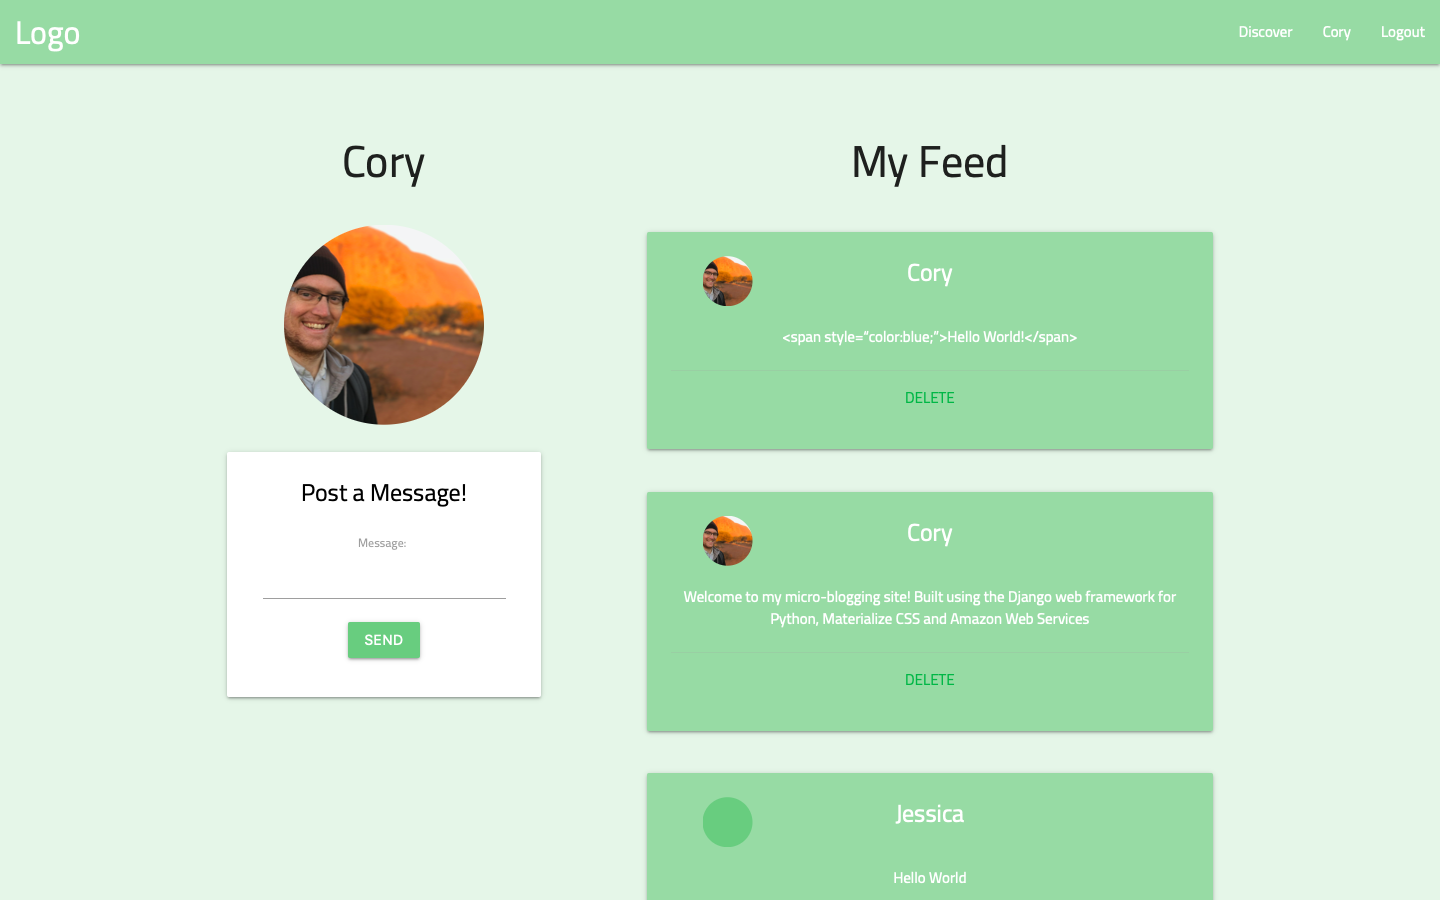 Logo
Discover
Cory
Logout
Cory
Post a Message!
Message:
SEND
My Feed
Cory
<span style=“color:blue;”>Hello World!</span>
DELETE
Cory
Welcome to my micro-blogging site! Built using the Django web framework for
Python, Materialize CSS and Amazon Web Services
DELETE
Jessica
Hello World